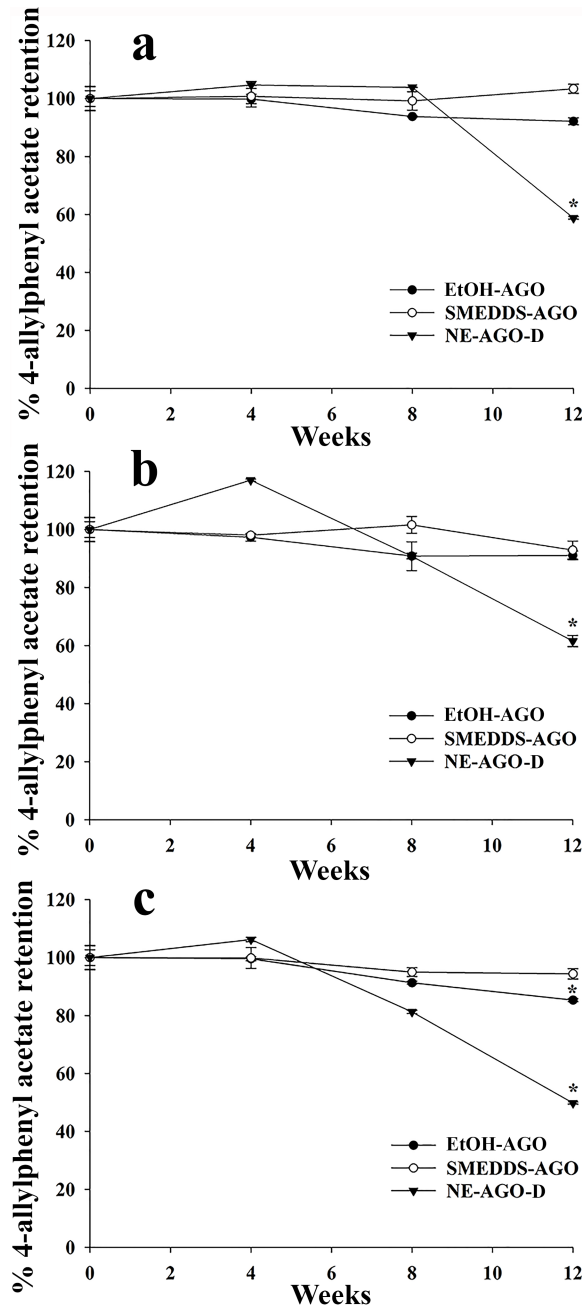 a
% 4-allylphenyl acetate retention
120
100
80
60
40
20
0
*
EtOH-AGO
SMEDDS-AGO
NE-AGO-D
0 2 4 6 8 10 12
Weeks
b
% 4-allylphenyl acetate retention
120
100
80
60
40
20
0
*
EtOH-AGO
SMEDDS-AGO
NE-AGO-D
0 2 4 6 8 10 12
Weeks
c
% 4-allylphenyl acetate retention
120
100
80
60
40
20
0
*
*
EtOH-AGO
SMEDDS-AGO
NE-AGO-D
0 2 4 6 8 10 12
Weeks